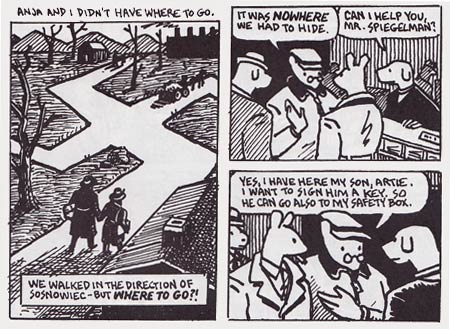 ANJA AND I DIDN'T HAVE WHERE TO GO.
WE WALKED IN THE DIRECTION OF
SOSNOWIEC - BUT WHERE TO GO?!
IT WAS NOWHERE
WE HAD TO HIDE.
CAN I HELP YOU,
MR. SPIEGELMAN?
YES, I HAVE HERE MY SON, ARTIE.
I WANT TO SIGN HIM A KEY. SO
HE CAN GO ALSO TO MY SAFETY BOX.